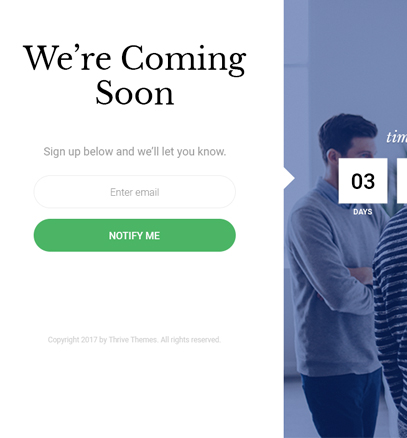 We’re Coming
Soon
Sign up below and we’ll let you know.
Enter email
NOTIFY ME
Copyright 2017 by Thrive Themes. All rights reserved.
03
DAYS